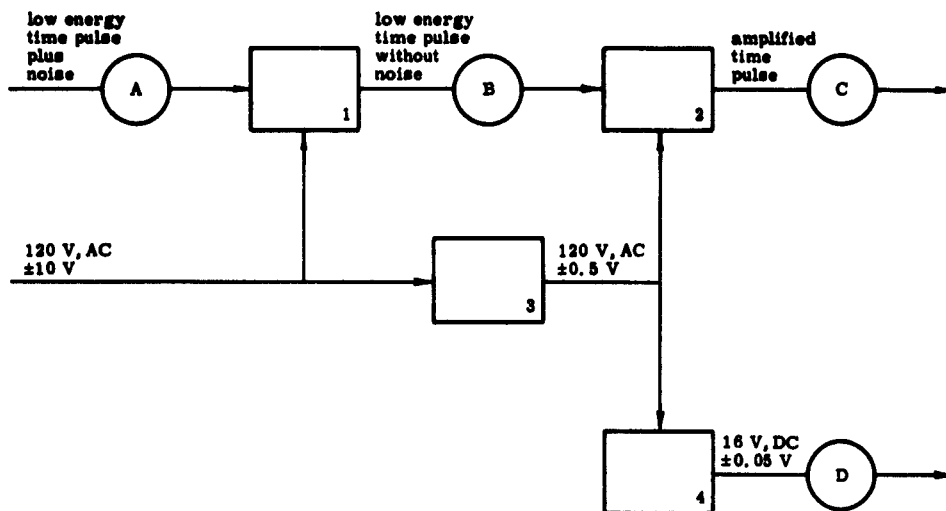 low energy
time pulse
plus
noise
A
1
low energy
time pulse
without
noise
B
2
amplified
time
pulse
C
120 V, AC
±10 V
3
120 V, AC
±0.5 V
4
16 V, DC
±0.05 V
D